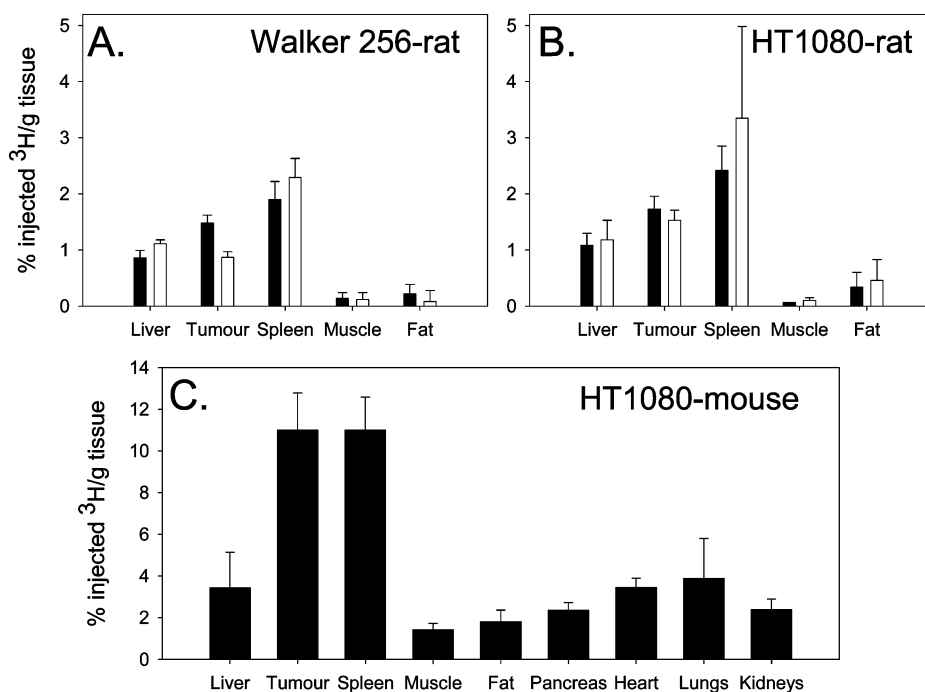 A.
Walker 256-rat
% injected ³H/g tissue
5
4
3
2
1
0
Liver Tumour Spleen Muscle Fat
B.
HT1080-rat
5
4
3
2
1
0
Liver Tumour Spleen Muscle Fat
C.
HT1080-mouse
% injected ³H/g tissue
14
12
10
8
6
4
2
0
Liver Tumour Spleen Muscle Fat Pancreas Heart Lungs Kidneys